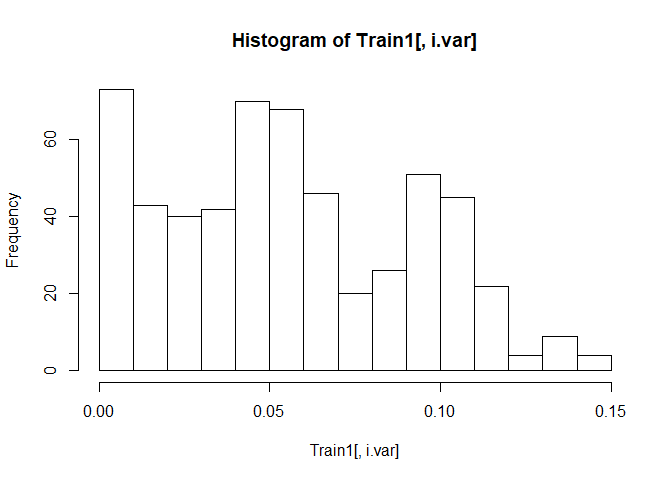 Histogram of Train1[, i.var]
Frequency
60
40
20
0
0.00 0.05 0.10 0.15
Train1[, i.var]